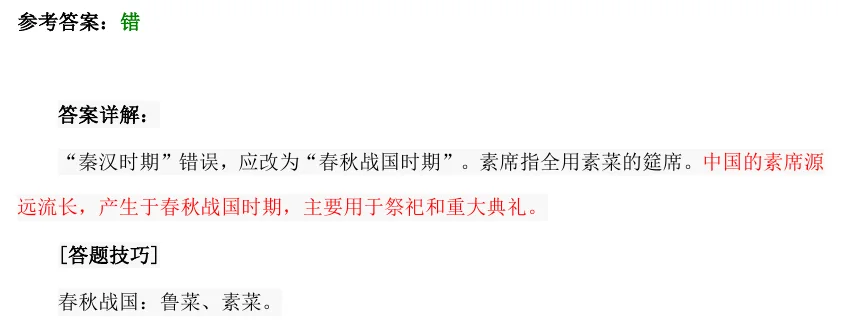 参考答案：错
答案详解：
“秦汉时期”错误，应改为“春秋战国时期”。素席指全用素菜的筵席。中国的素席源
远流长，产生于春秋战国时期，主要用于祭祀和重大典礼。
[答题技巧]
春秋战国：鲁菜、素菜。